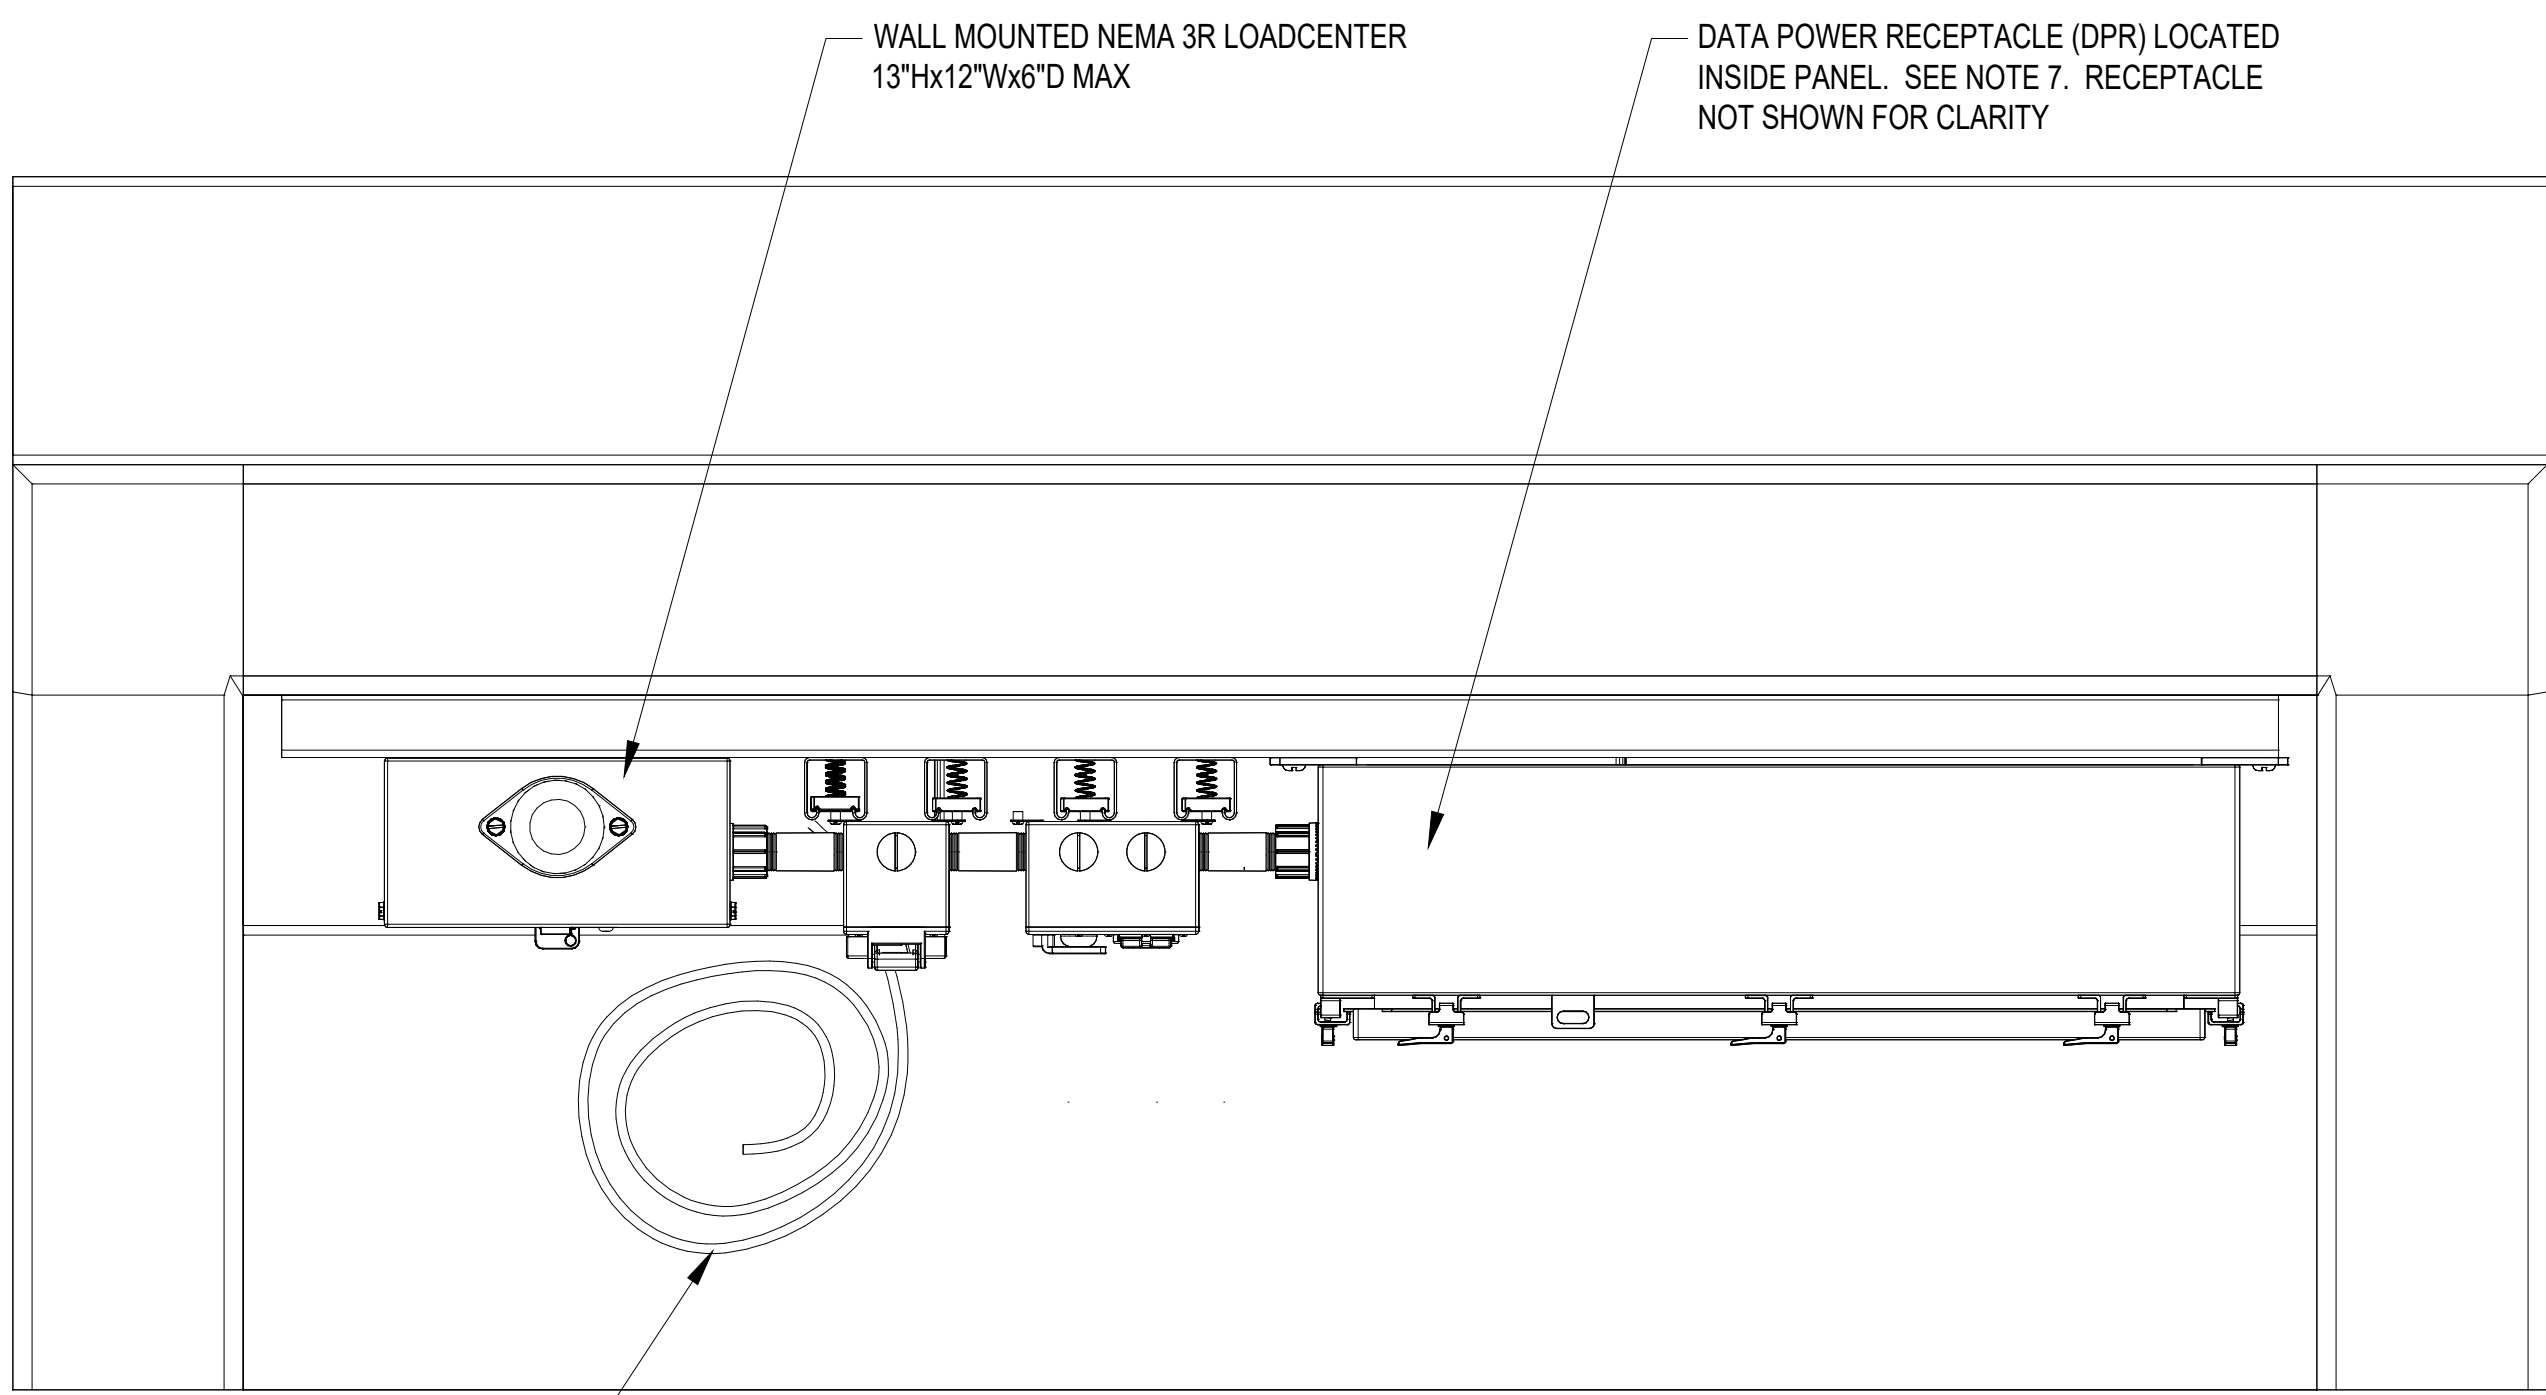 WALL MOUNTED NEMA 3R LOADCENTER
13"Hx12"Wx6"D MAX
DATA POWER RECEPTACLE (DPR) LOCATED
INSIDE PANEL. SEE NOTE 7. RECEPTACLE
NOT SHOWN FOR CLARITY